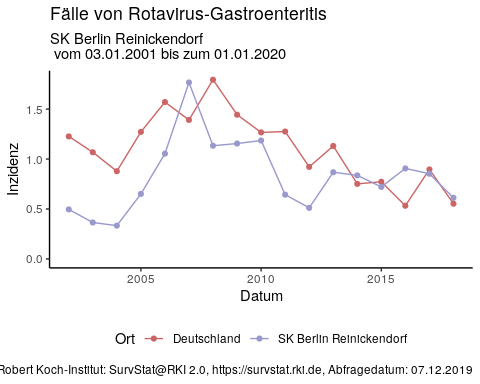 Fälle von Rotavirus-Gastroenteritis
SK Berlin Reinickendorf
vom 03.01.2001 bis zum 01.01.2020
Inzidenz
1.5
1.0
0.5
0.0
2005 2010 2015
Datum
Ort Deutschland SK Berlin Reinickendorf
Robert Koch-Institut: SurvStat@RKI 2.0, https://survstat.rki.de, Abfragedatum: 07.12.2019